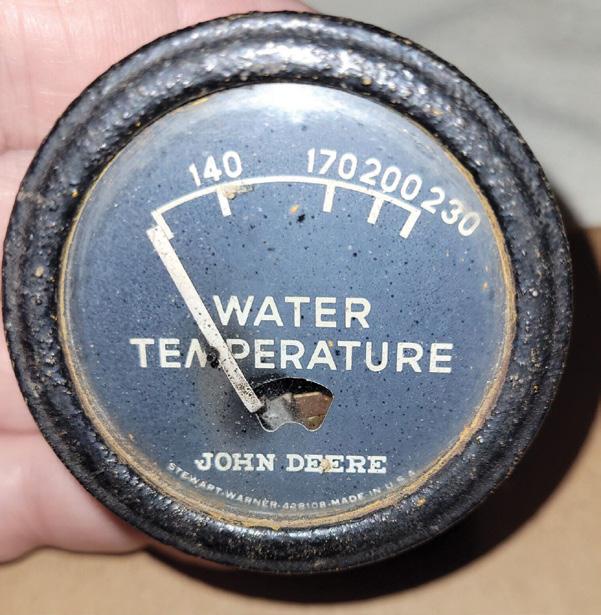 140 170 200 230
WATER
TEMPERATURE
JOHN DEERE
STEWART-WARNER-428108-MADE IN U.S.A